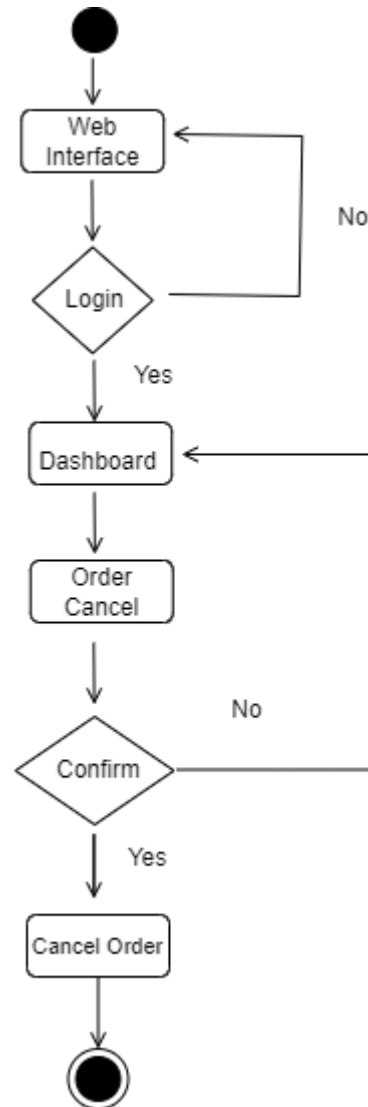 Web
Interface
No
Login
Yes
Dashboard
Order
Cancel
No
Confirm
Yes
Cancel Order